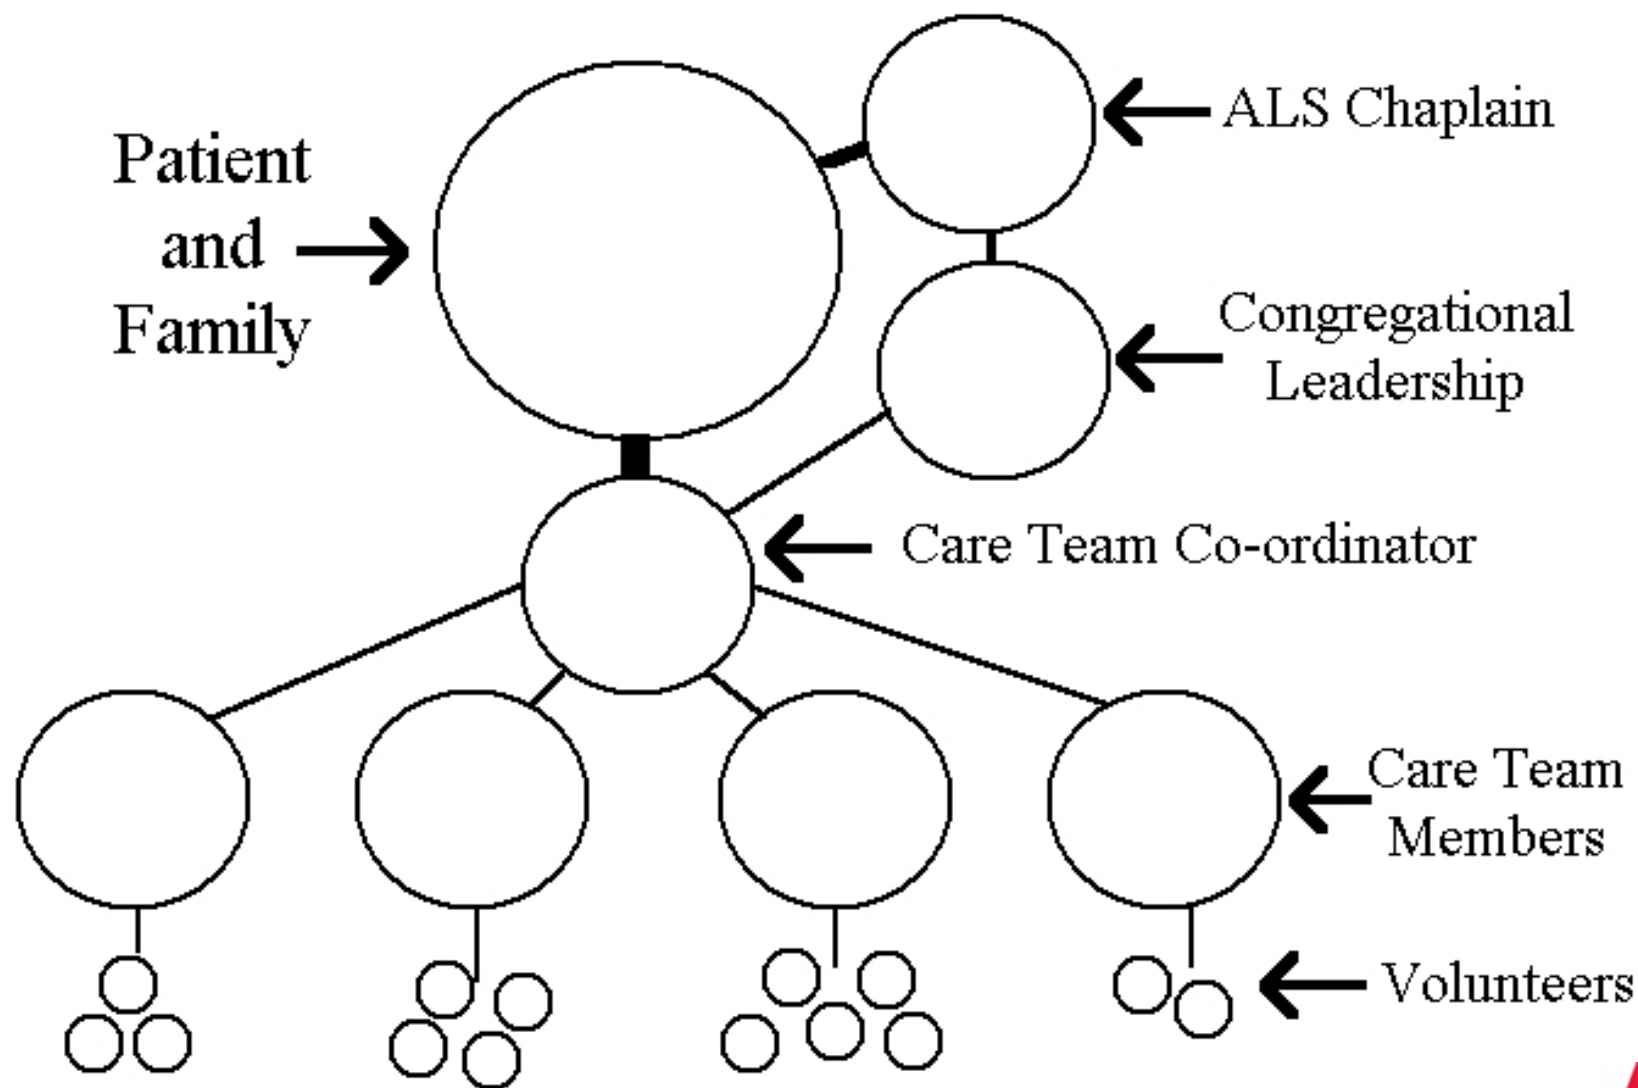 Patient
and
Family
ALS Chaplain
Congregational
Leadership
Care Team Co-ordinator
Care Team
Members
Volunteers